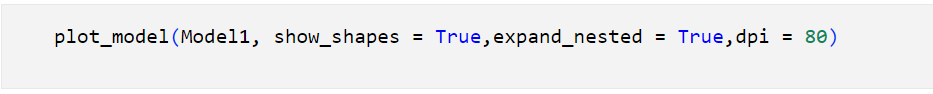 plot_model(Model1, show_shapes = True,expand_nested = True,dpi = 80)